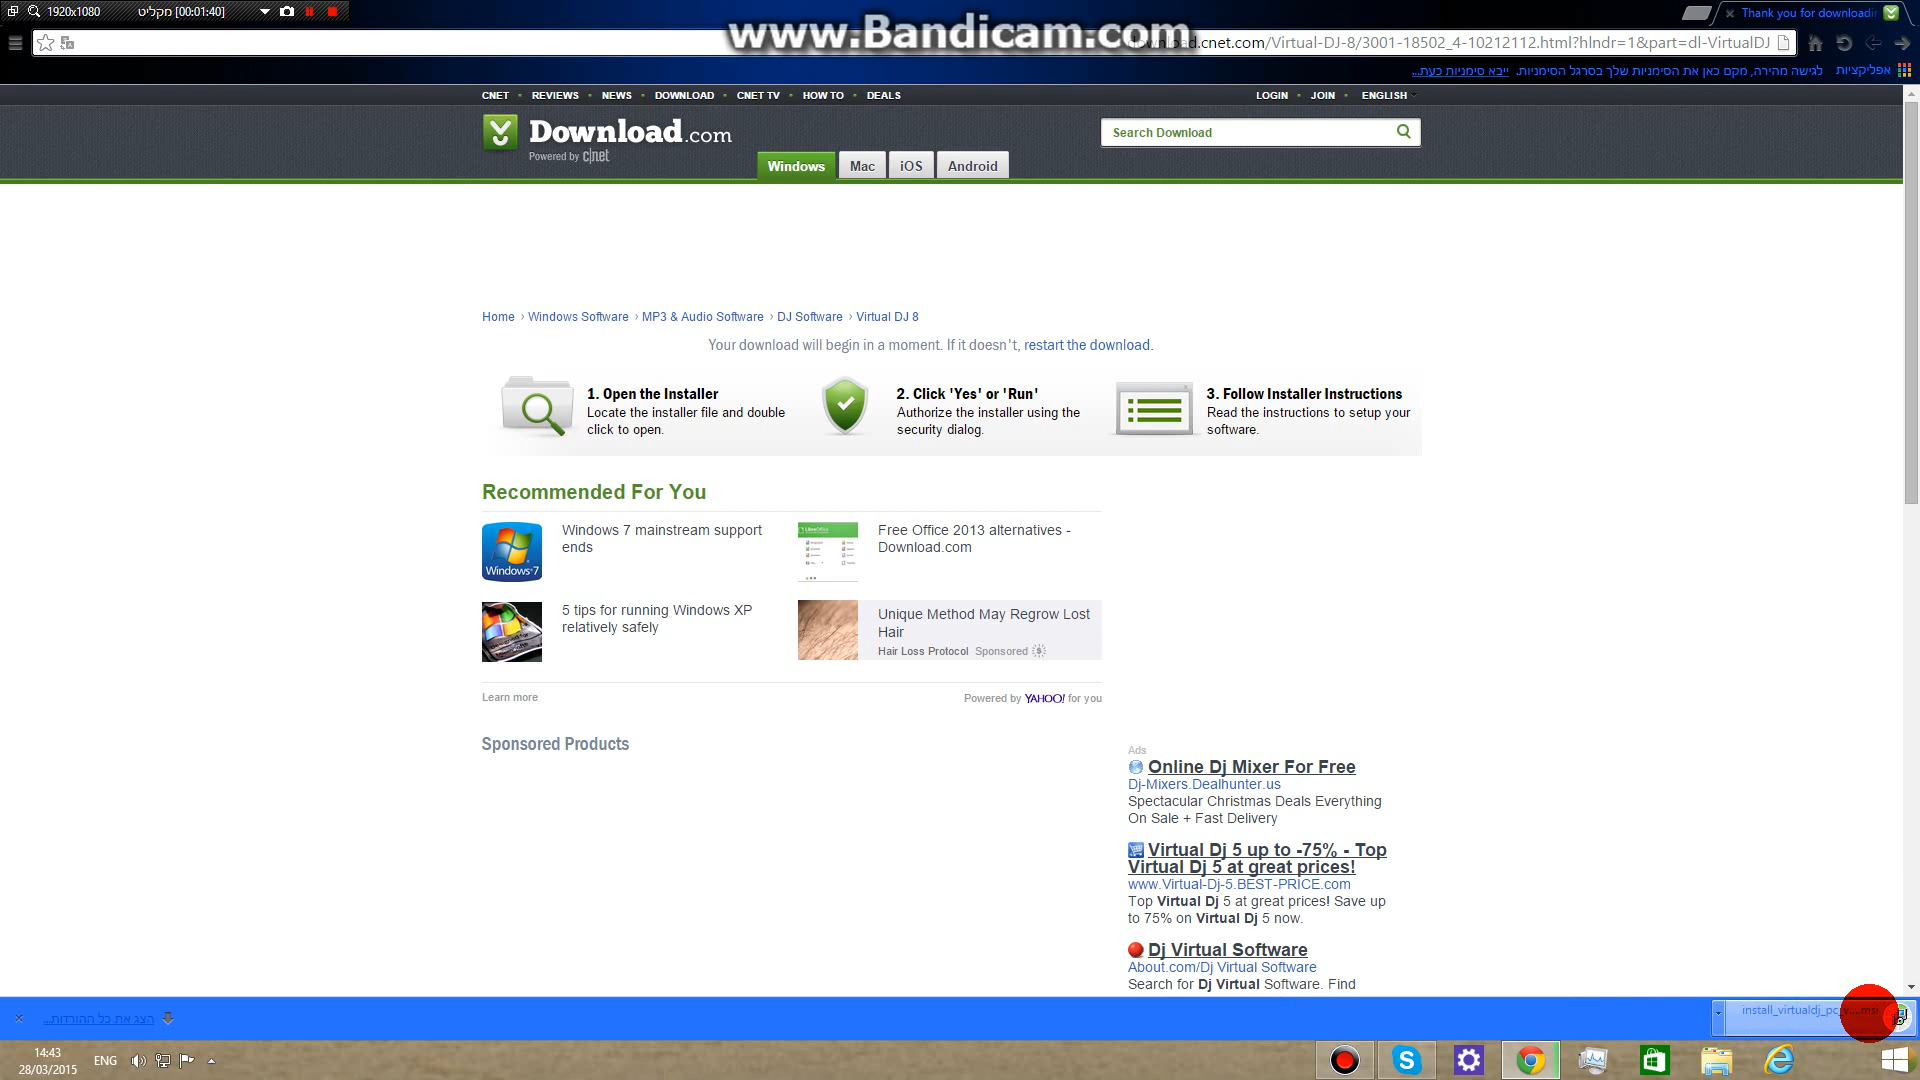 1920x1080
מקליט [00:01:40]
www.Bandicam.com
Thank you for downloadi
.cnet.com/Virtual-DJ-8/3001-18502_4-10212112.html?hlndr=1&part=dl-VirtualDJ
אפליקציות
לגישה מהירה, מקם כאן את הסימניות שלך בסרגל הסימניות. ייבא סימניות כעת...
CNET REVIEWS NEWS DOWNLOAD CNET TV HOW TO DEALS
LOGIN JOIN ENGLISH
Download.com
Powered by c|net
Search Download
Windows Mac iOS Android
Home › Windows Software › MP3 & Audio Software › DJ Software › Virtual DJ 8
Your download will begin in a moment. If it doesn't, restart the download.
1. Open the Installer
Locate the installer file and double
click to open.
2. Click 'Yes' or 'Run'
Authorize the installer using the
security dialog.
3. Follow Installer Instructions
Read the instructions to setup your
software.
Recommended For You
Windows 7
Windows 7 mainstream support
ends
Free Office 2013 alternatives -
Download.com
5 tips for running Windows XP
relatively safely
Unique Method May Regrow Lost
Hair
Hair Loss Protocol Sponsored
Learn more
Powered by YAHOO! for you
Sponsored Products
Ads
Online Dj Mixer For Free
Dj-Mixers.Dealhunter.us
Spectacular Christmas Deals Everything
On Sale + Fast Delivery
Virtual Dj 5 up to -75% - Top
Virtual Dj 5 at great prices!
www.Virtual-Dj-5.BEST-PRICE.com
Top Virtual Dj 5 at great prices! Save up
to 75% on Virtual Dj 5 now.
Dj Virtual Software
About.com/Dj Virtual Software
Search for Dj Virtual Software. Find
הצג את כל ההורדות...
install_virtualdj_pc_v....msi
14:43
28/03/2015
ENG